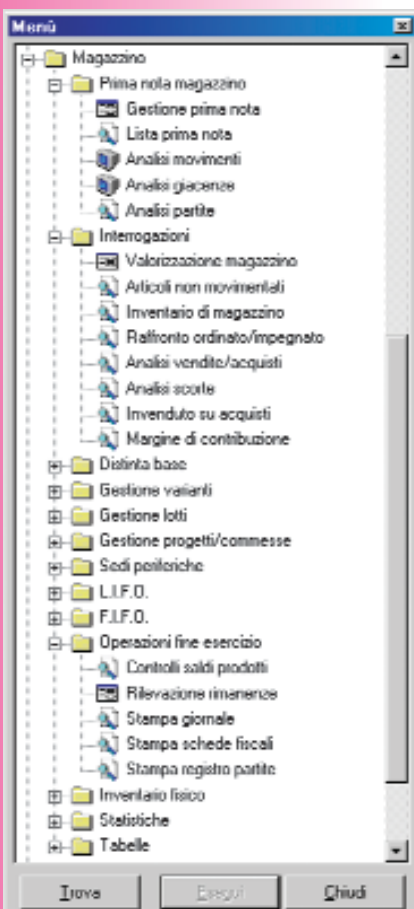 Menù
Magazzino
Prima nota magazzino
Gestione prima nota
Lista prima nota
Analisi movimenti
Analisi giacenze
Analisi partite
Interrogazioni
Valorizzazione magazzino
Articoli non movimentati
Inventario di magazzino
Raffronto ordinato/impegnato
Analisi vendite/acquisti
Analisi scorte
Invenduto su acquisti
Margine di contribuzione
Distinta base
Gestione varianti
Gestione lotti
Gestione progetti/commesse
Sedi periferiche
L.I.F.O.
F.I.F.O.
Operazioni fine esercizio
Controlli saldi prodotti
Rilevazione rimanenze
Stampa giornale
Stampa schede fiscali
Stampa registro partite
Inventario fisico
Statistiche
Tabelle
Trova Esegui Chiudi